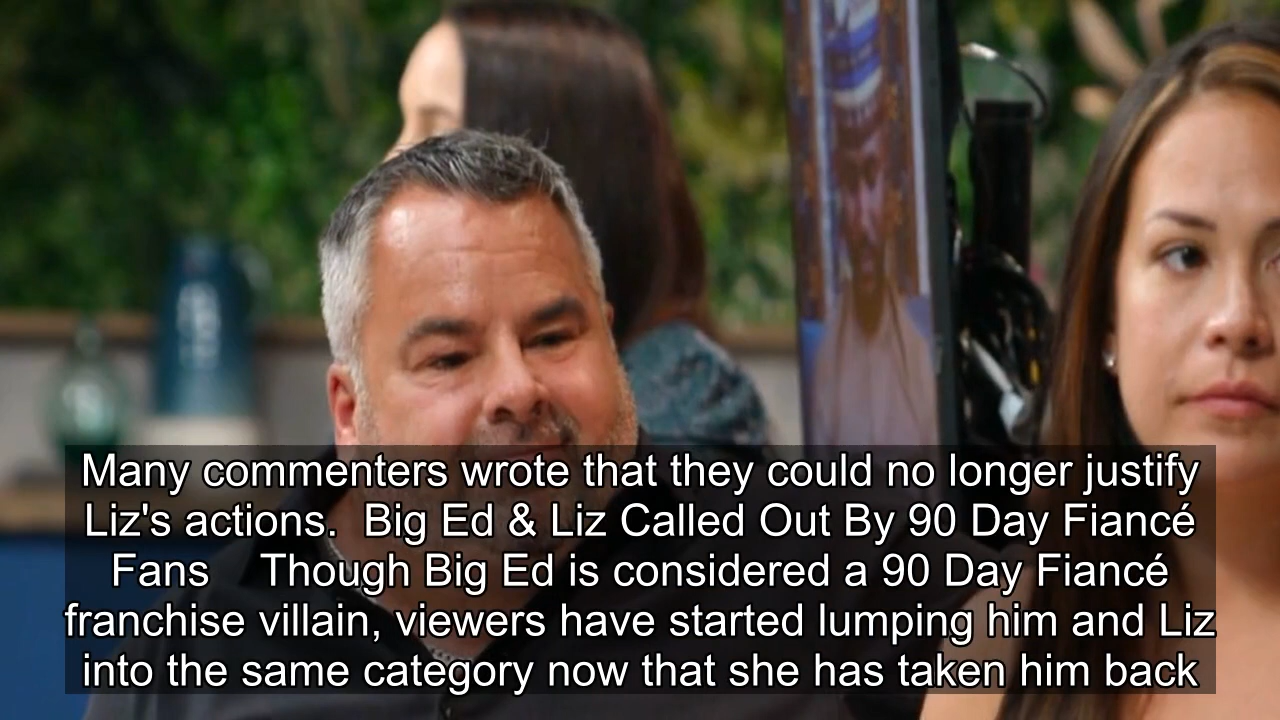 Many commenters wrote that they could no longer justify
Liz's actions.  Big Ed & Liz Called Out By 90 Day Fiancé
Fans    Though Big Ed is considered a 90 Day Fiancé
franchise villain, viewers have started lumping him and Liz
into the same category now that she has taken him back